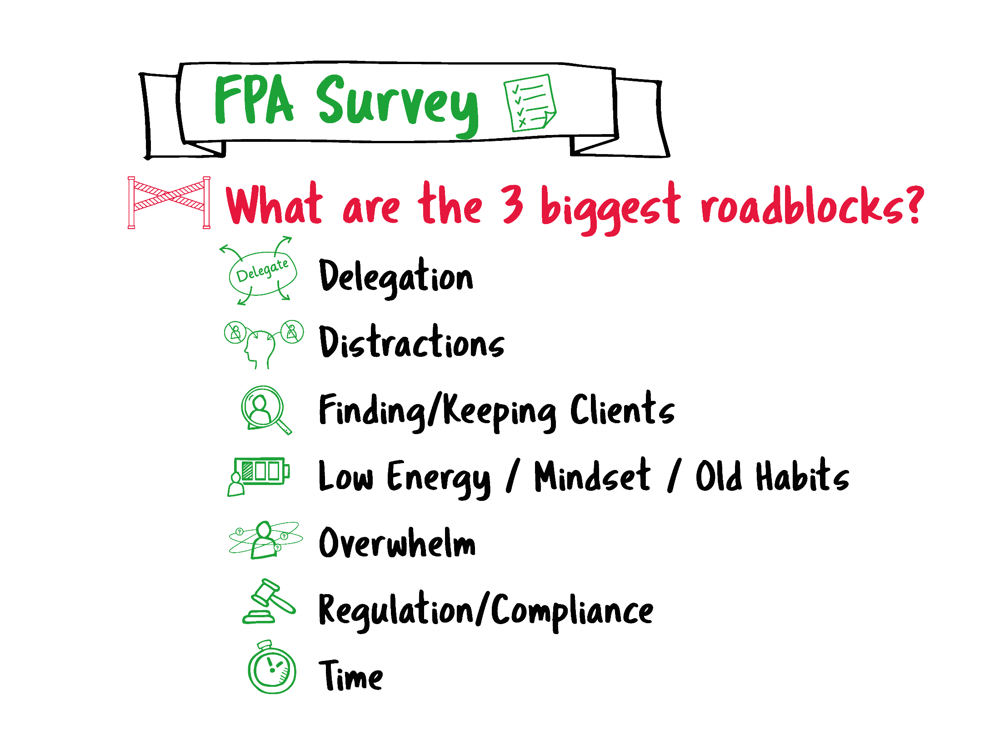 FPA Survey
What are the 3 biggest roadblocks?
Delegate
Delegation
Distractions
Finding/Keeping Clients
Low Energy / Mindset / Old Habits
? ? ?
Overwhelm
Regulation/Compliance
Time